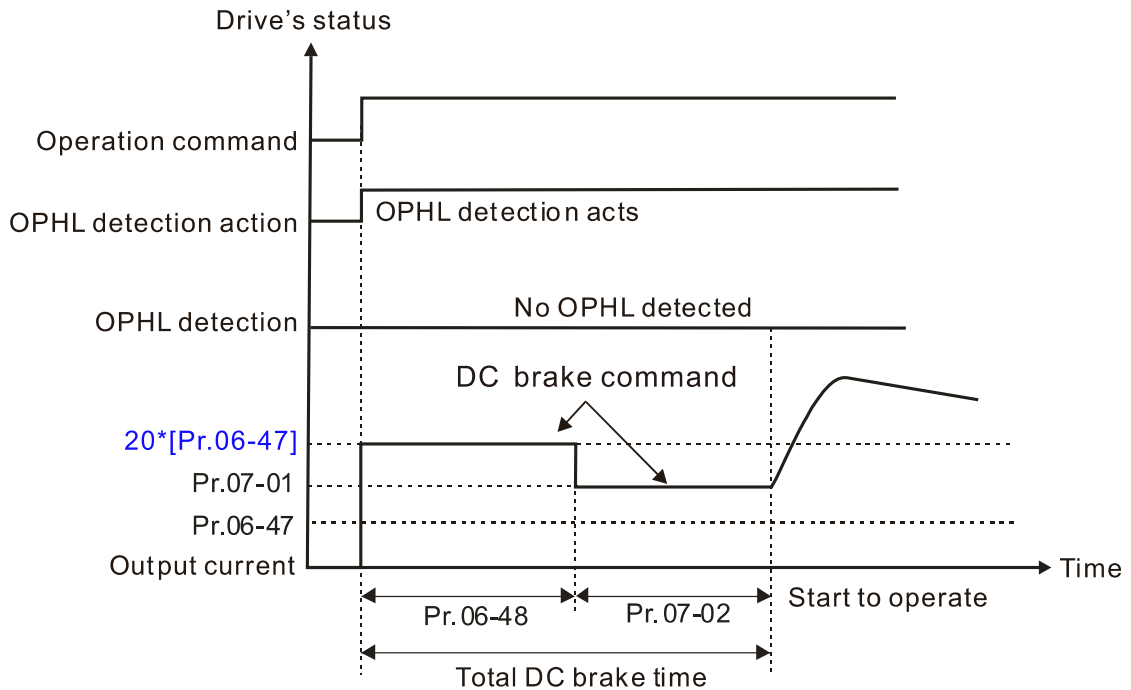 Drive's status
Operation command
OPHL detection action
OPHL detection acts
OPHL detection
No OPHL detected
DC brake command
20*[Pr.06-47]
Pr.07-01
Pr.06-47
Output current
Time
Pr.06-48
Pr.07-02
Start to operate
Total DC brake time